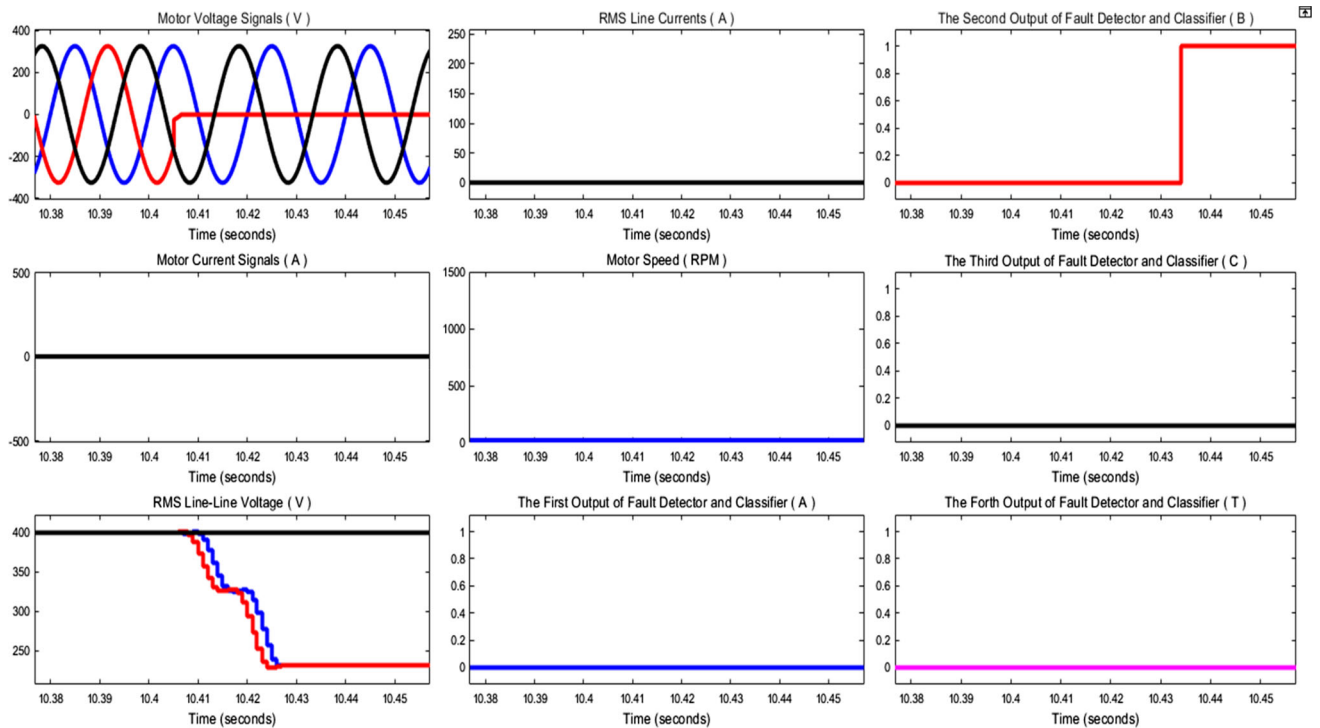 Motor Voltage Signals ( V )
400
200
0
-200
-400
10.38 10.39 10.4 10.41 10.42 10.43 10.44 10.45
Time (seconds)
RMS Line Currents ( A )
250
200
150
100
50
0
10.38 10.39 10.4 10.41 10.42 10.43 10.44 10.45
Time (seconds)
The Second Output of Fault Detector and Classifier ( B )
1
0.8
0.6
0.4
0.2
0
10.38 10.39 10.4 10.41 10.42 10.43 10.44 10.45
Time (seconds)
Motor Current Signals ( A )
500
0
-500
10.38 10.39 10.4 10.41 10.42 10.43 10.44 10.45
Time (seconds)
Motor Speed ( RPM )
1500
1000
500
0
10.38 10.39 10.4 10.41 10.42 10.43 10.44 10.45
Time (seconds)
The Third Output of Fault Detector and Classifier ( C )
1
0.8
0.6
0.4
0.2
0
10.38 10.39 10.4 10.41 10.42 10.43 10.44 10.45
Time (seconds)
RMS Line-Line Voltage ( V )
400
350
300
250
10.38 10.39 10.4 10.41 10.42 10.43 10.44 10.45
Time (seconds)
The First Output of Fault Detector and Classifier ( A )
1
0.8
0.6
0.4
0.2
0
10.38 10.39 10.4 10.41 10.42 10.43 10.44 10.45
Time (seconds)
The Forth Output of Fault Detector and Classifier ( T )
1
0.8
0.6
0.4
0.2
0
10.38 10.39 10.4 10.41 10.42 10.43 10.44 10.45
Time (seconds)